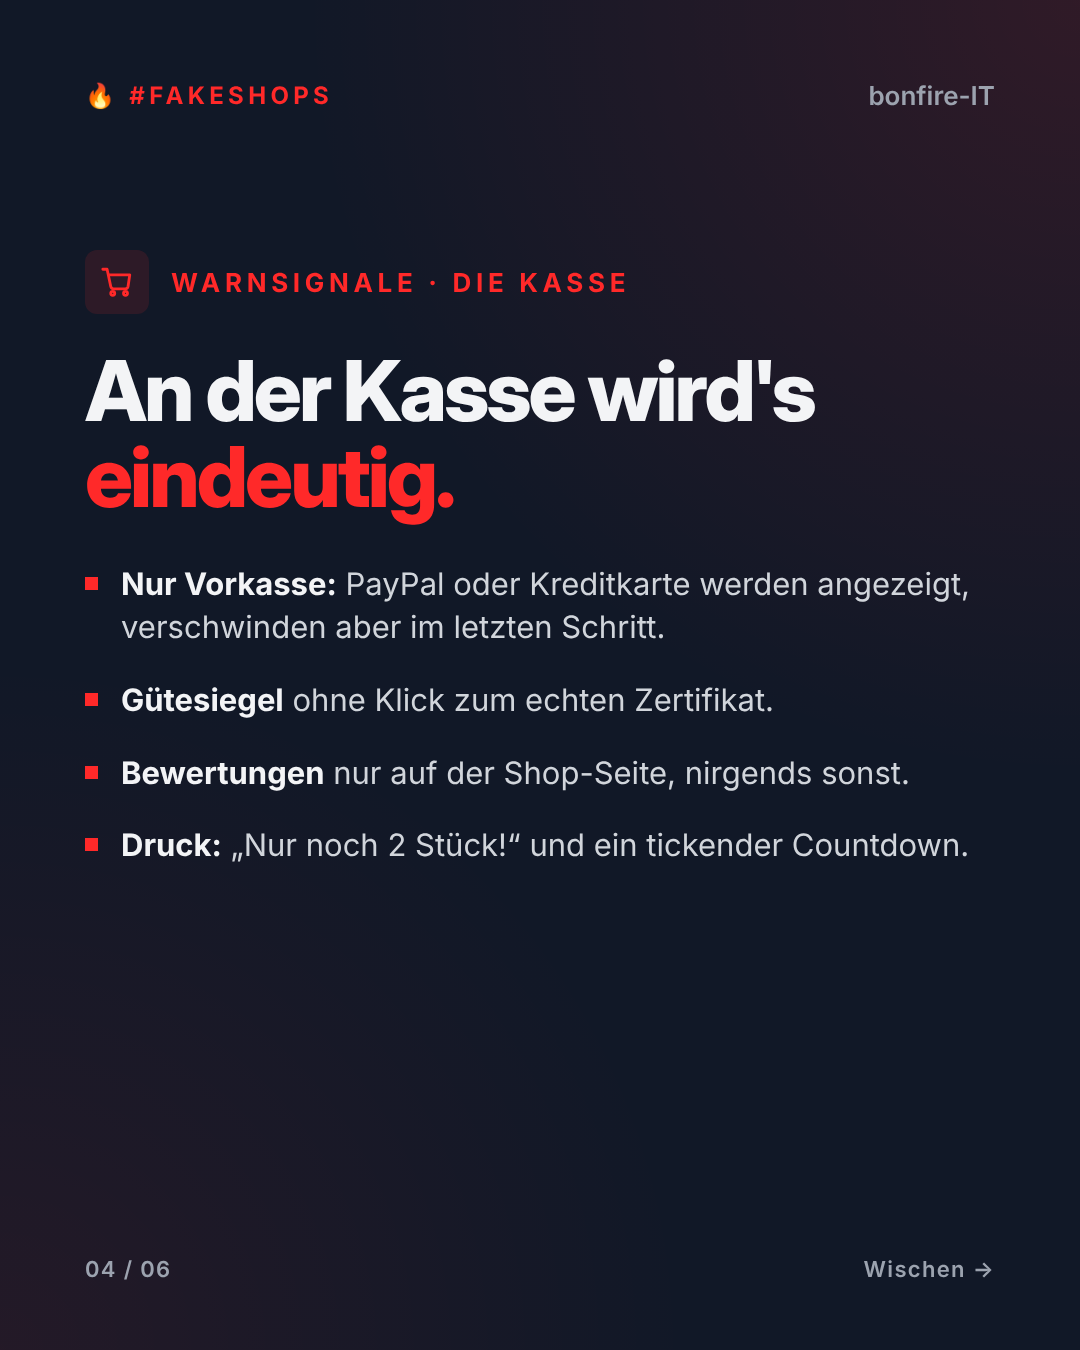 🔥 #FAKESHOPS
bonfire-IT
WARNSIGNALE · DIE KASSE
An der Kasse wird's
eindeutig.
Nur Vorkasse: PayPal oder Kreditkarte werden angezeigt,
verschwinden aber im letzten Schritt.
Gütesiegel ohne Klick zum echten Zertifikat.
Bewertungen nur auf der Shop-Seite, nirgends sonst.
Druck: „Nur noch 2 Stück!“ und ein tickender Countdown.
04 / 06
Wischen →